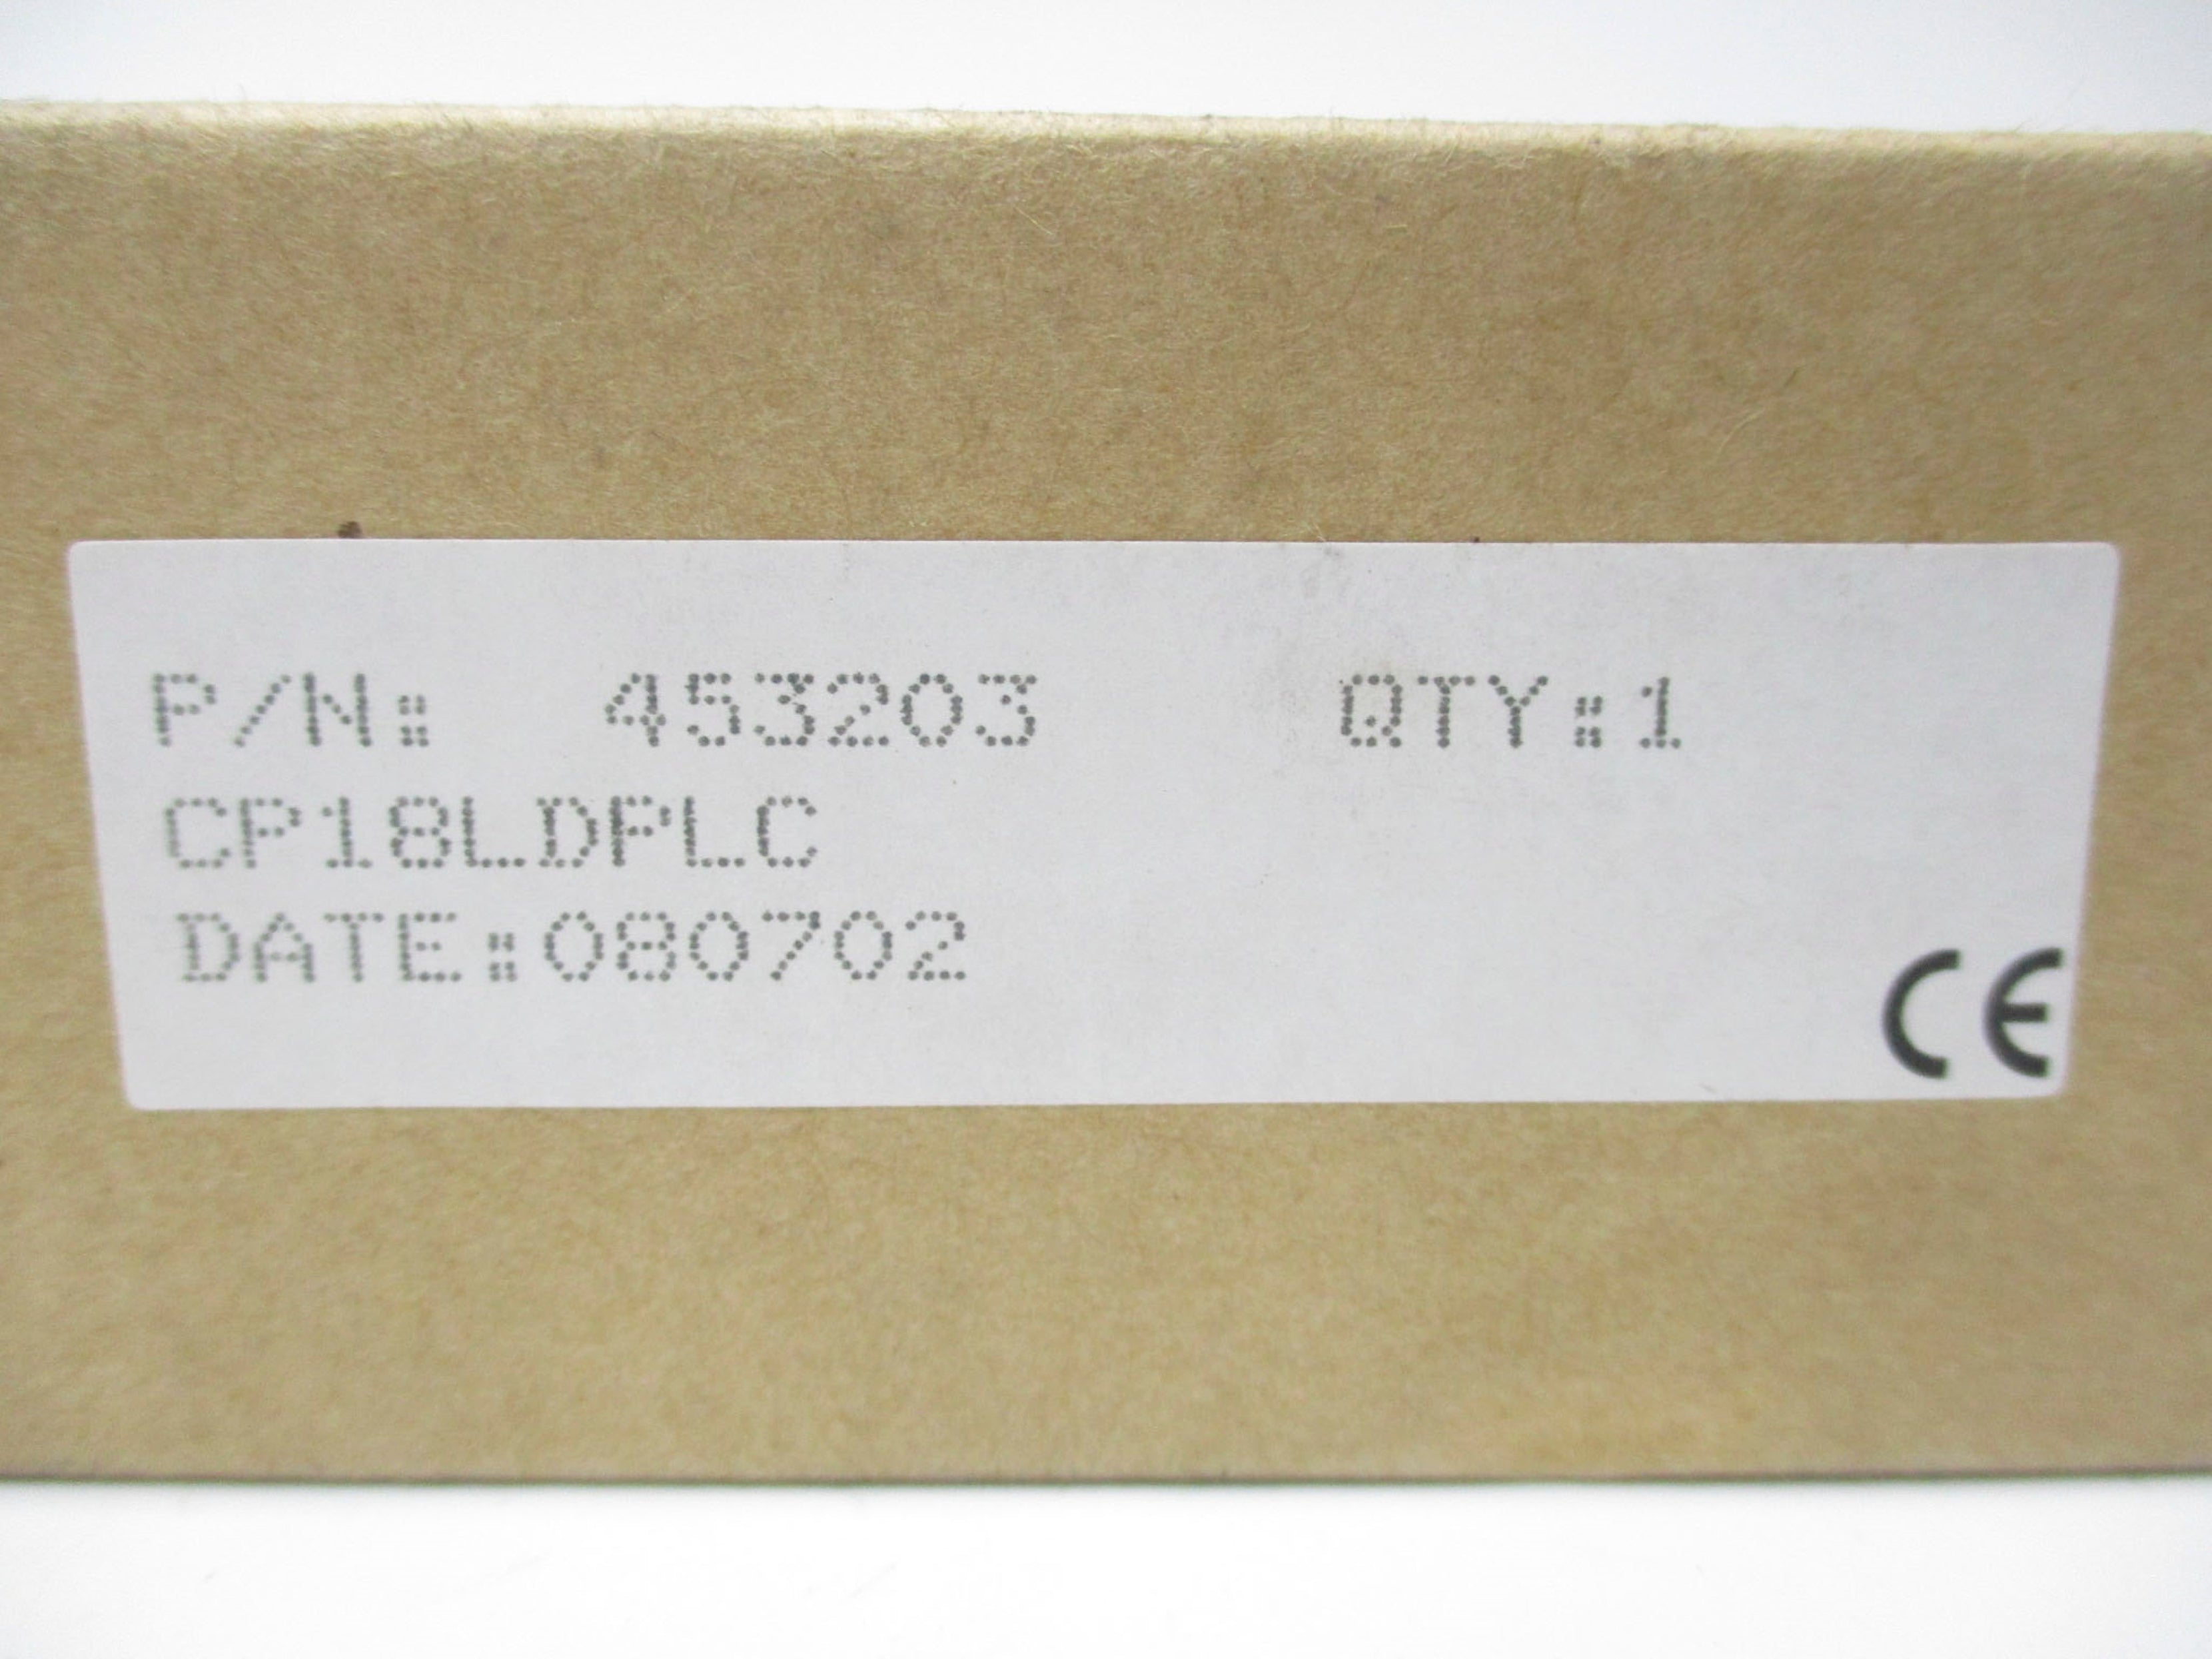 P/N: 453203 QTY:1
CP18LDPLC
DATE:080702
CE